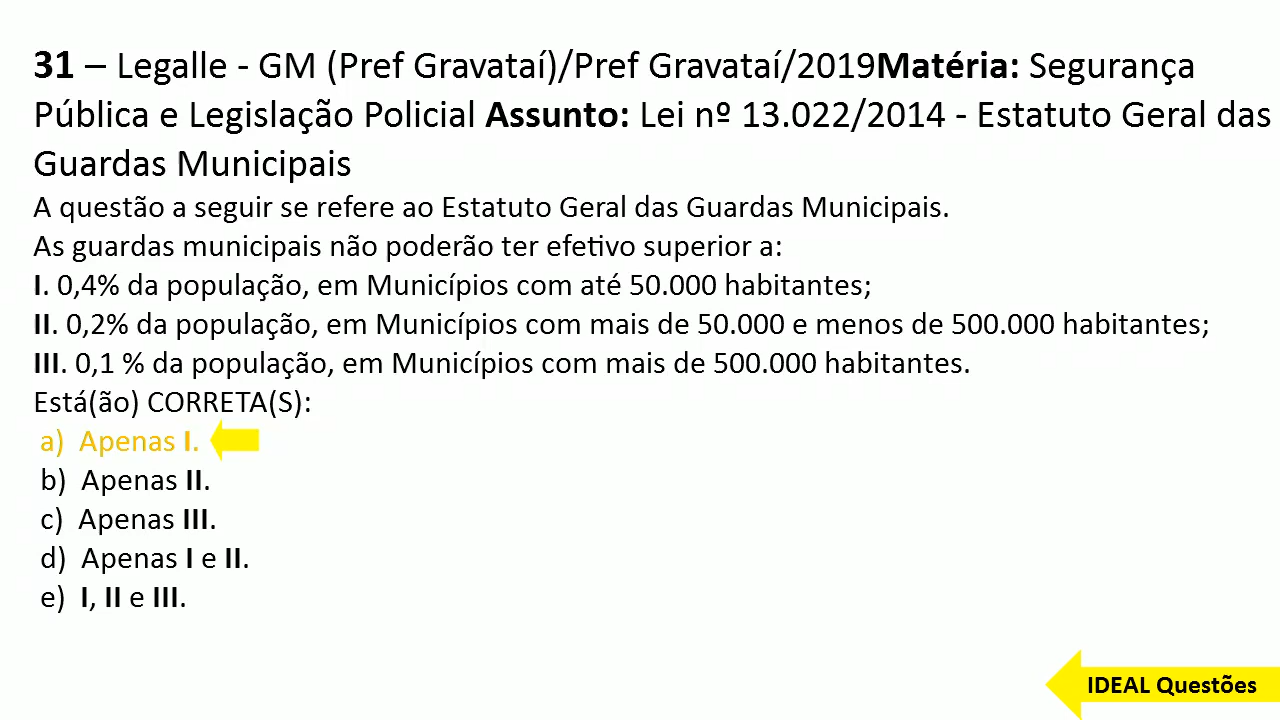 31 – Legalle - GM (Pref Gravataí)/Pref Gravataí/2019Matéria: Segurança
Pública e Legislação Policial Assunto: Lei nº 13.022/2014 - Estatuto Geral das
Guardas Municipais
A questão a seguir se refere ao Estatuto Geral das Guardas Municipais.
As guardas municipais não poderão ter efetivo superior a:
I. 0,4% da população, em Municípios com até 50.000 habitantes;
II. 0,2% da população, em Municípios com mais de 50.000 e menos de 500.000 habitantes;
III. 0,1 % da população, em Municípios com mais de 500.000 habitantes.
Está(ão) CORRETA(S):
a) Apenas I.
b) Apenas II.
c) Apenas III.
d) Apenas I e II.
e) I, II e III.
IDEAL Questões